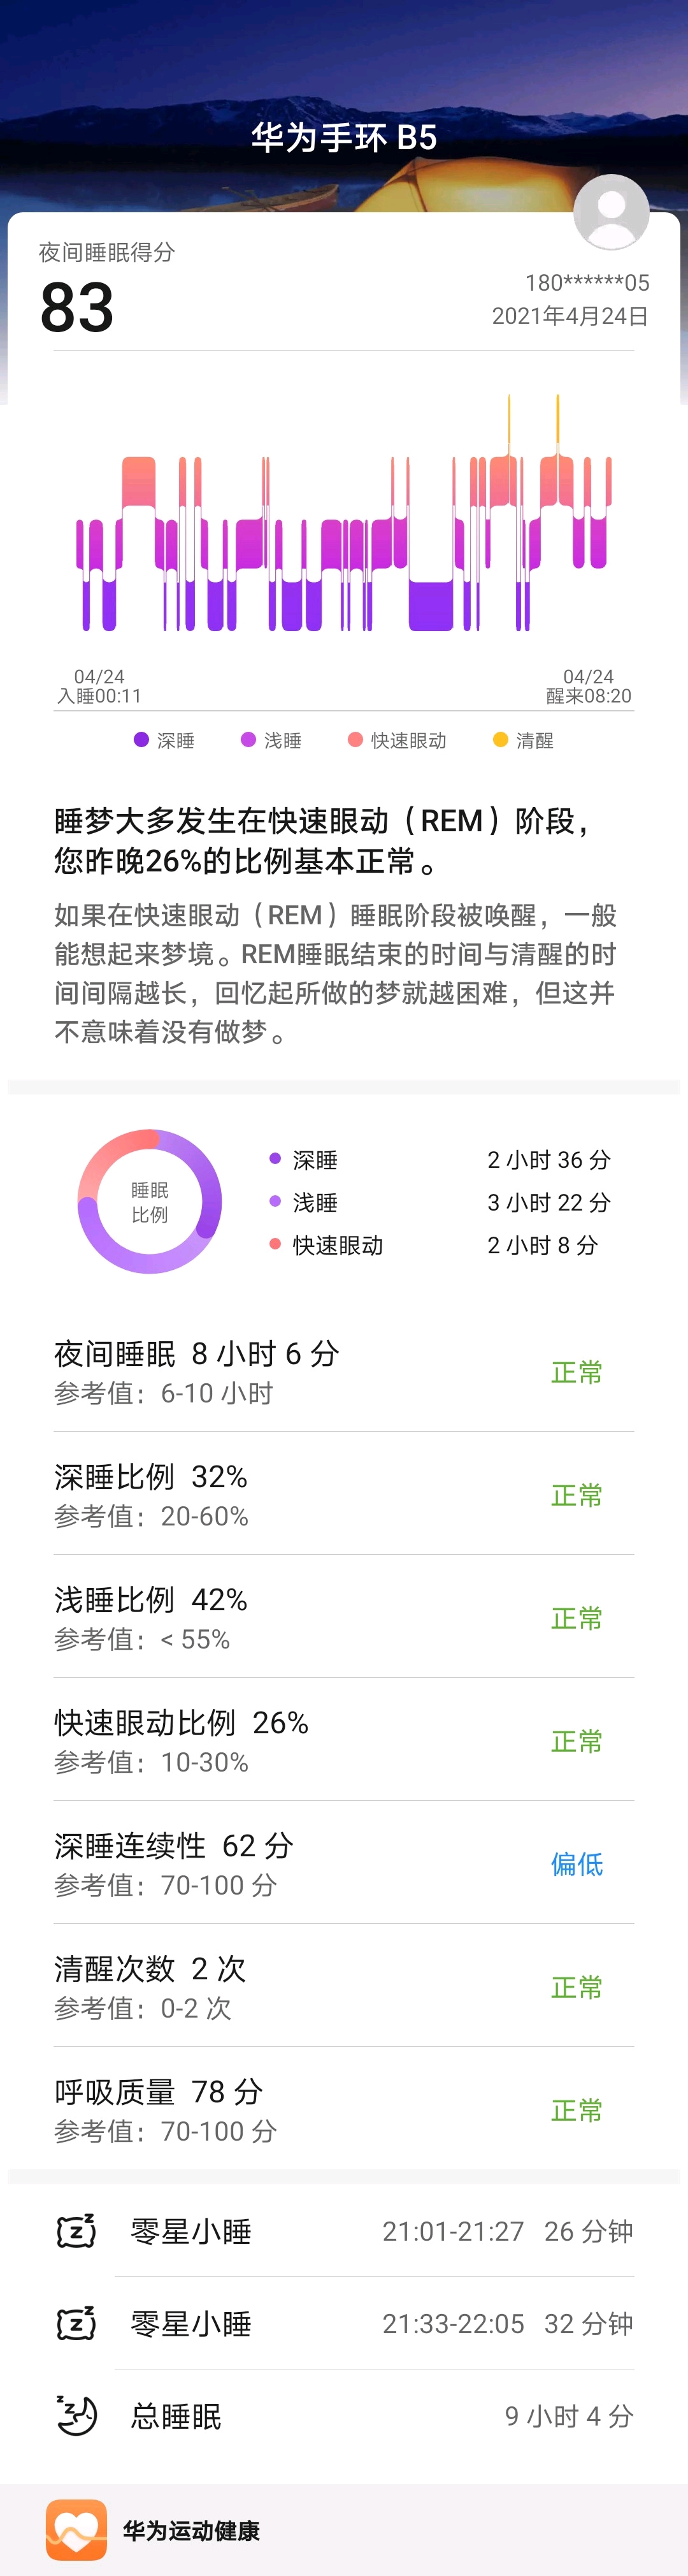 华为手环 B5
夜间睡眠得分
83
180******05
2021年4月24日
04/24
入睡00:11
04/24
醒来08:20
深睡
浅睡
快速眼动
清醒
睡梦大多发生在快速眼动（REM）阶段，
您昨晚26%的比例基本正常。
如果在快速眼动（REM）睡眠阶段被唤醒，一般
能想起来梦境。REM睡眠结束的时间与清醒的时
间间隔越长，回忆起所做的梦就越困难，但这并
不意味着没有做梦。
睡眠
比例
深睡 2 小时 36 分
浅睡 3 小时 22 分
快速眼动 2 小时 8 分
夜间睡眠 8 小时 6 分
参考值：6-10 小时
正常
深睡比例 32%
参考值：20-60%
正常
浅睡比例 42%
参考值：< 55%
正常
快速眼动比例 26%
参考值：10-30%
正常
深睡连续性 62 分
参考值：70-100 分
偏低
清醒次数 2 次
参考值：0-2 次
正常
呼吸质量 78 分
参考值：70-100 分
正常
零星小睡 21:01-21:27 26 分钟
零星小睡 21:33-22:05 32 分钟
总睡眠 9 小时 4 分
华为运动健康